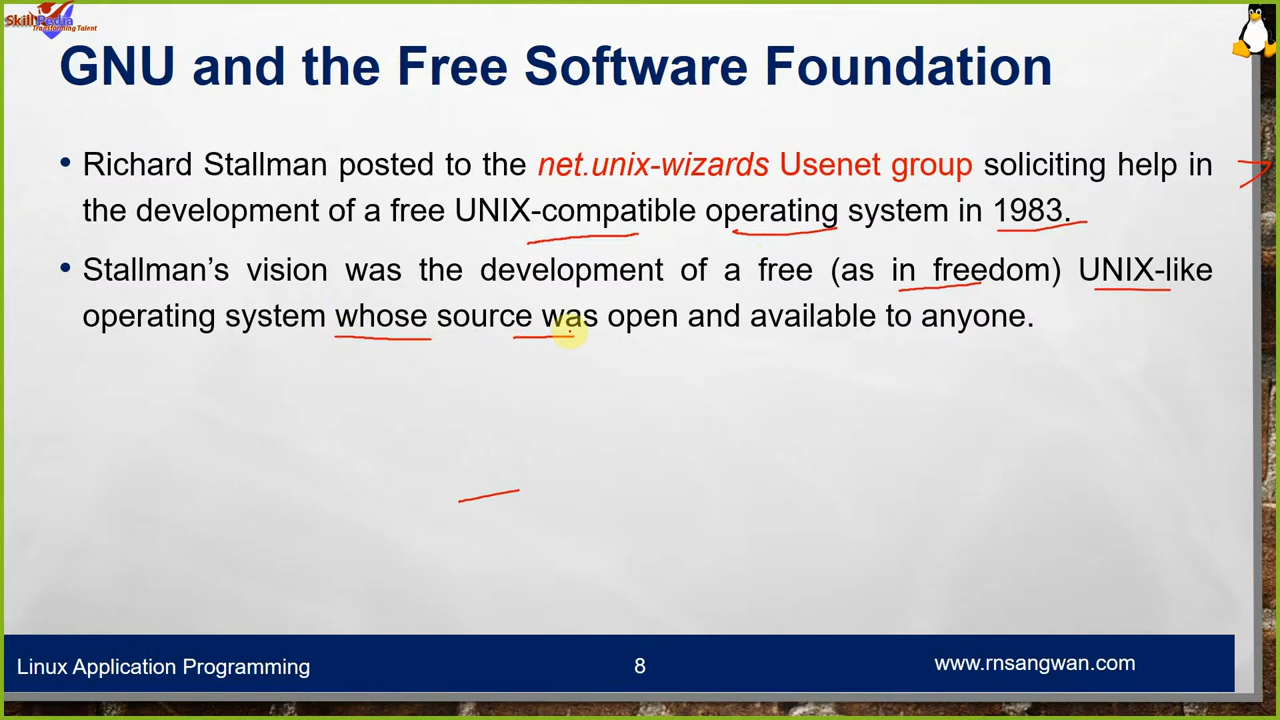 SkillPedia
Transforming Talent
GNU and the Free Software Foundation
• Richard Stallman posted to the net.unix-wizards Usenet group soliciting help in
the development of a free UNIX-compatible operating system in 1983.
• Stallman’s vision was the development of a free (as in freedom) UNIX-like
operating system whose source was open and available to anyone.
Linux Application Programming
8
www.rnsangwan.com